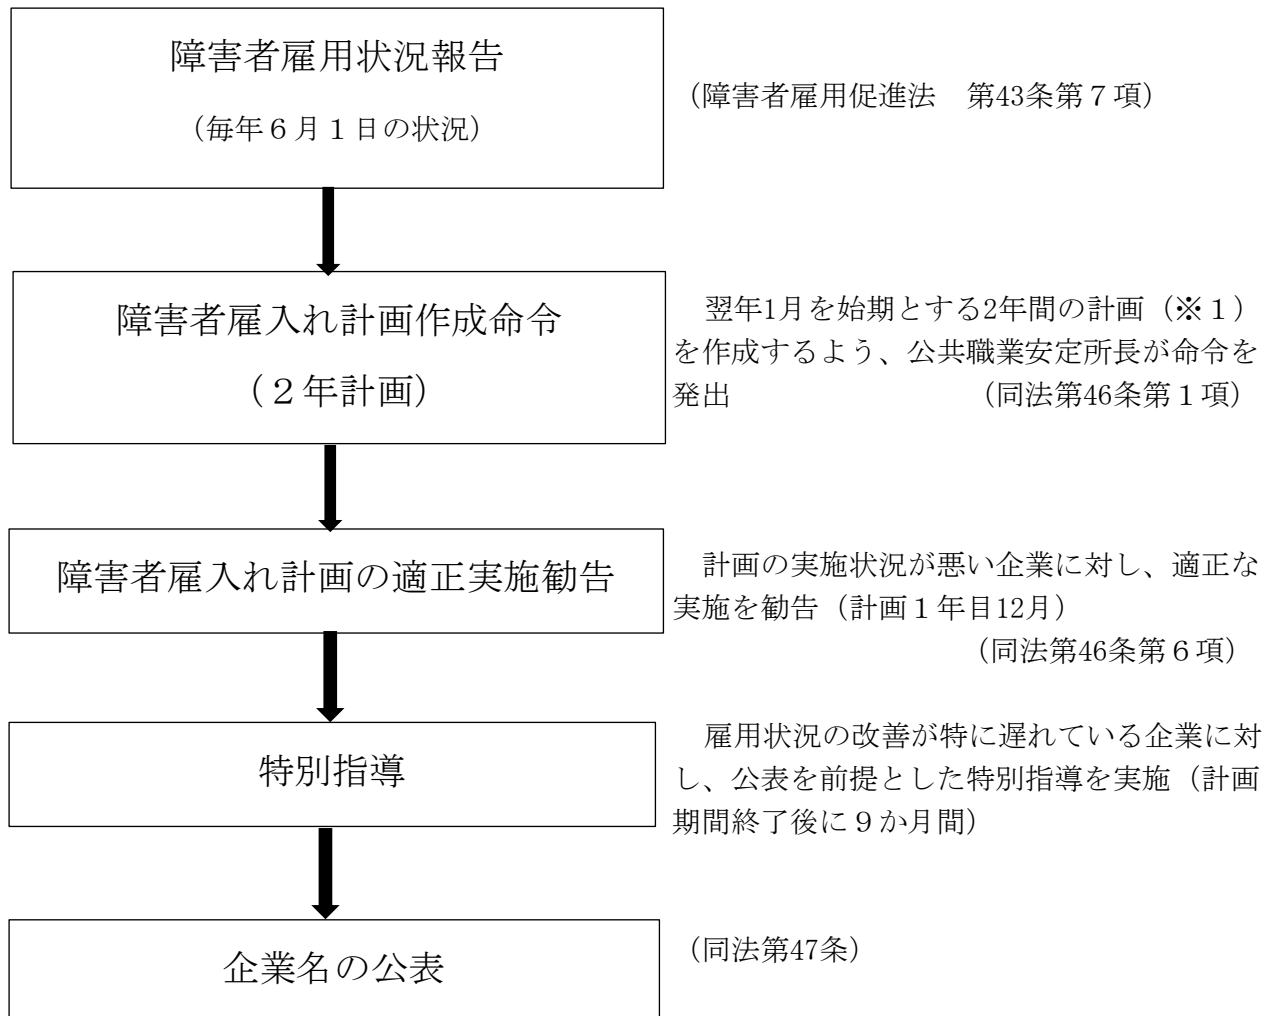 障害者雇用状況報告
（毎年６月１日の状況）
（障害者雇用促進法　第43条第７項）
障害者雇入れ計画作成命令
（２年計画）
翌年1月を始期とする2年間の計画（※１）
を作成するよう、公共職業安定所長が命令を
発出　　　　　　　　　　（同法第46条第１項）
障害者雇入れ計画の適正実施勧告
計画の実施状況が悪い企業に対し、適正な
実施を勧告（計画１年目12月）
（同法第46条第６項）
特別指導
雇用状況の改善が特に遅れている企業に対
し、公表を前提とした特別指導を実施（計画
期間終了後に９か月間）
企業名の公表
（同法第47条）